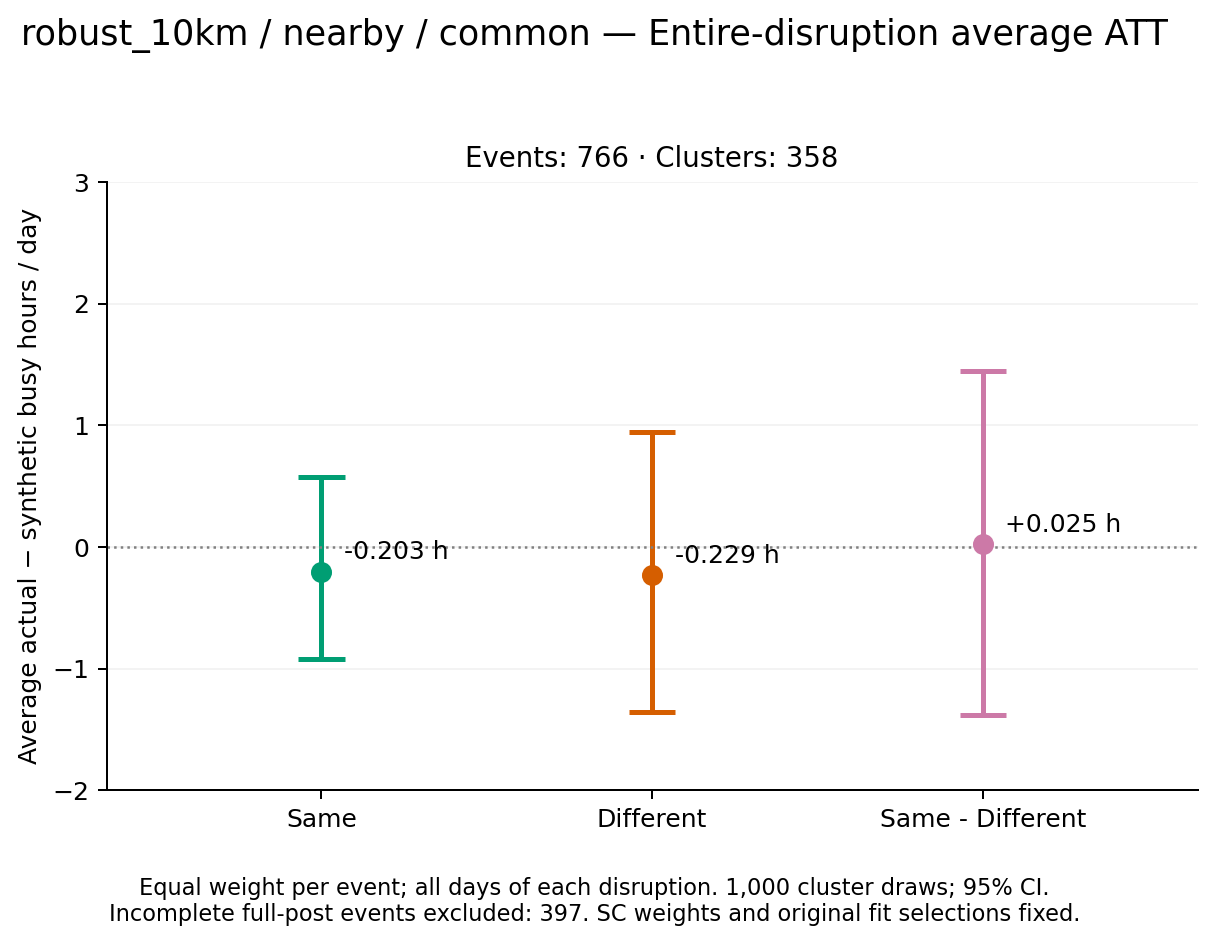 robust_10km / nearby / common — Entire-disruption average ATT
Events: 766 · Clusters: 358
Average actual − synthetic busy hours / day
3
2
1
0
−1
−2
-0.203 h
-0.229 h
+0.025 h
Same
Different
Same - Different
Equal weight per event; all days of each disruption. 1,000 cluster draws; 95% CI.
Incomplete full-post events excluded: 397. SC weights and original fit selections fixed.